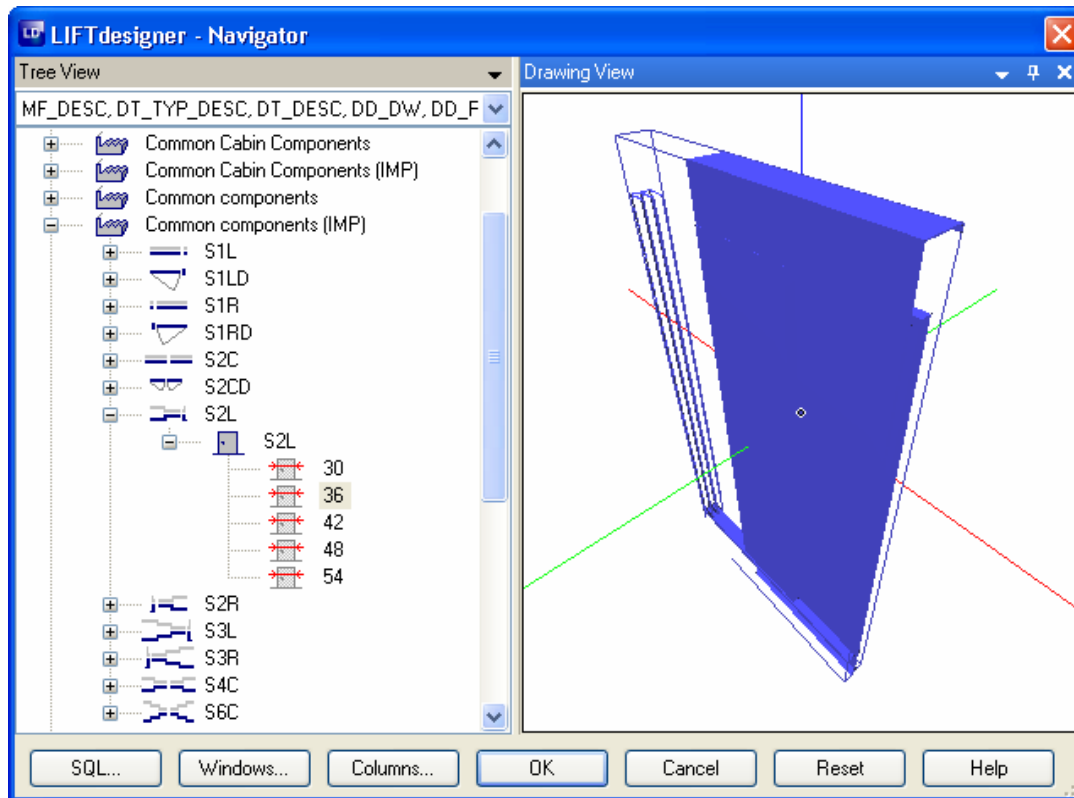 LD LIFTdesigner - Navigator
Tree View
Drawing View
MF_DESC, DT_TYP_DESC, DT_DESC, DD_DW, DD_F
Common Cabin Components
Common Cabin Components (IMP)
Common components
Common components (IMP)
S1L
S1LD
S1R
S1RD
S2C
S2CD
S2L
S2L
30
36
42
48
54
S2R
S3L
S3R
S4C
S6C
SQL... Windows... Columns... OK Cancel Reset Help